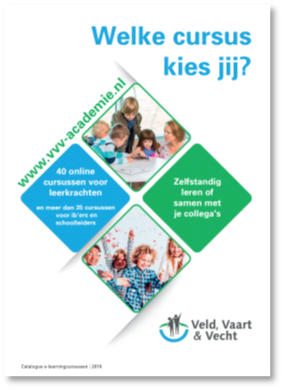 Welke cursus
kies jij?
www.vvv-academie.nl
40 online
cursussen voor
leerkrachten
en meer dan 35 cursussen
voor ib'ers en
schoolleiders
Zelfstandig
leren of
samen met
je collega's
Veld, Vaart
& Vecht
Catalogus e-learningcursussen | 2019